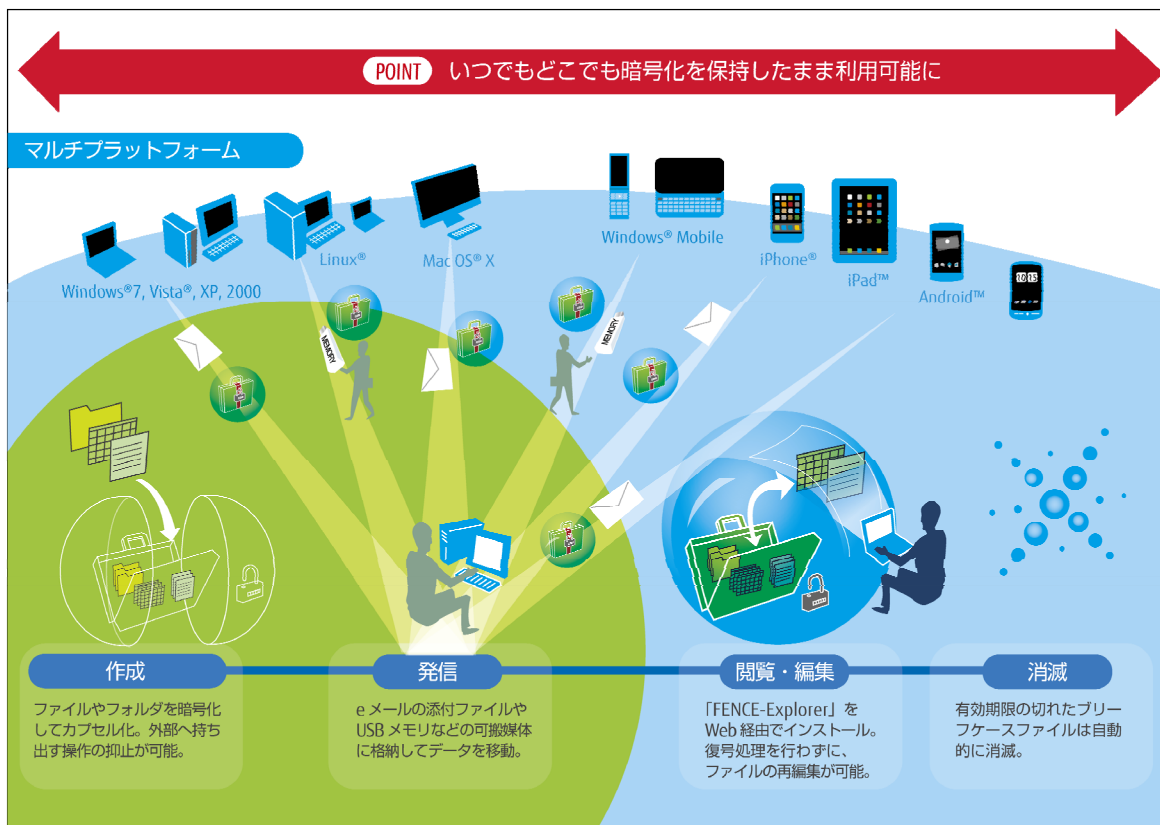 POINT いつでもどこでも暗号化を保持したまま利用可能に
マルチプラットフォーム
Windows®7, Vista®, XP, 2000
Linux®
Mac OS® X
Windows® Mobile
iPhone®
iPad™
Android™
MEMORY
MEMORY
作成
ファイルやフォルダを暗号化
してカプセル化。外部へ持ち
出す操作の抑止が可能。
発信
e メールの添付ファイルや
USB メモリなどの可搬媒体
に格納してデータを移動。
閲覧・編集
「FENCE-Explorer」を
Web 経由でインストール。
復号処理を行わずに、
ファイルの再編集が可能。
消滅
有効期限の切れたブリー
フケースファイルは自動
的に消滅。